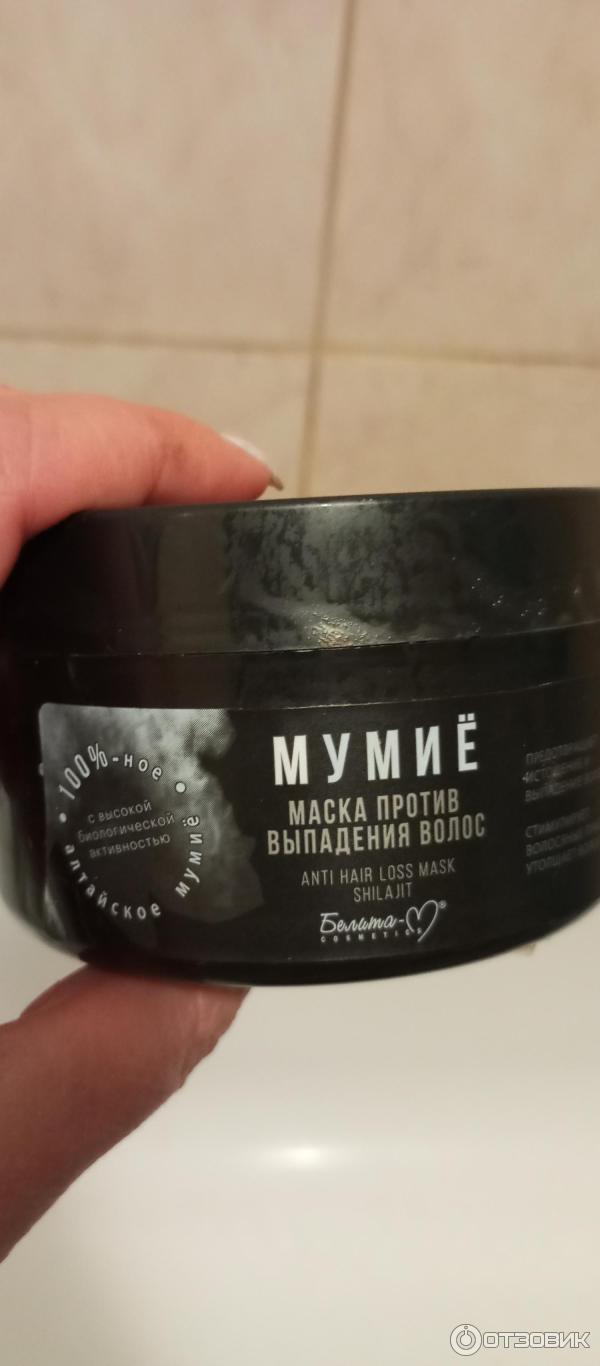 100%-ное
с высокой
биологической
активностью
алтайское мумиё
МУМИЁ
МАСКА ПРОТИВ
ВЫПАДЕНИЯ ВОЛОС
ANTI HAIR LOSS MASK
SHILAJIT
Белита-М®
COSMETICS
ОТЗОВИК